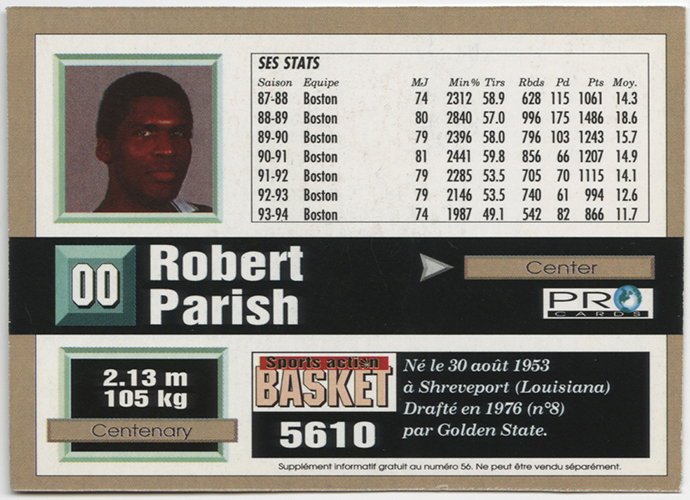 SES STATS
Saison Equipe MJ Min% Tirs Rbds Pd Pts Moy.
87-88 Boston 74 2312 58.9 628 115 1061 14.3
88-89 Boston 80 2840 57.0 996 175 1486 18.6
89-90 Boston 79 2396 58.0 796 103 1243 15.7
90-91 Boston 81 2441 59.8 856 66 1207 14.9
91-92 Boston 79 2285 53.5 705 70 1115 14.1
92-93 Boston 79 2146 53.5 740 61 994 12.6
93-94 Boston 74 1987 49.1 542 82 866 11.7
00
Robert
Parish
Center
PRO
CARDS
2.13 m
105 kg
Centenary
Sports action
BASKET
5610
Né le 30 août 1953
à Shreveport (Louisiana)
Drafté en 1976 (n°8)
par Golden State.
Supplément informatif gratuit au numéro 56. Ne peut être vendu séparément.